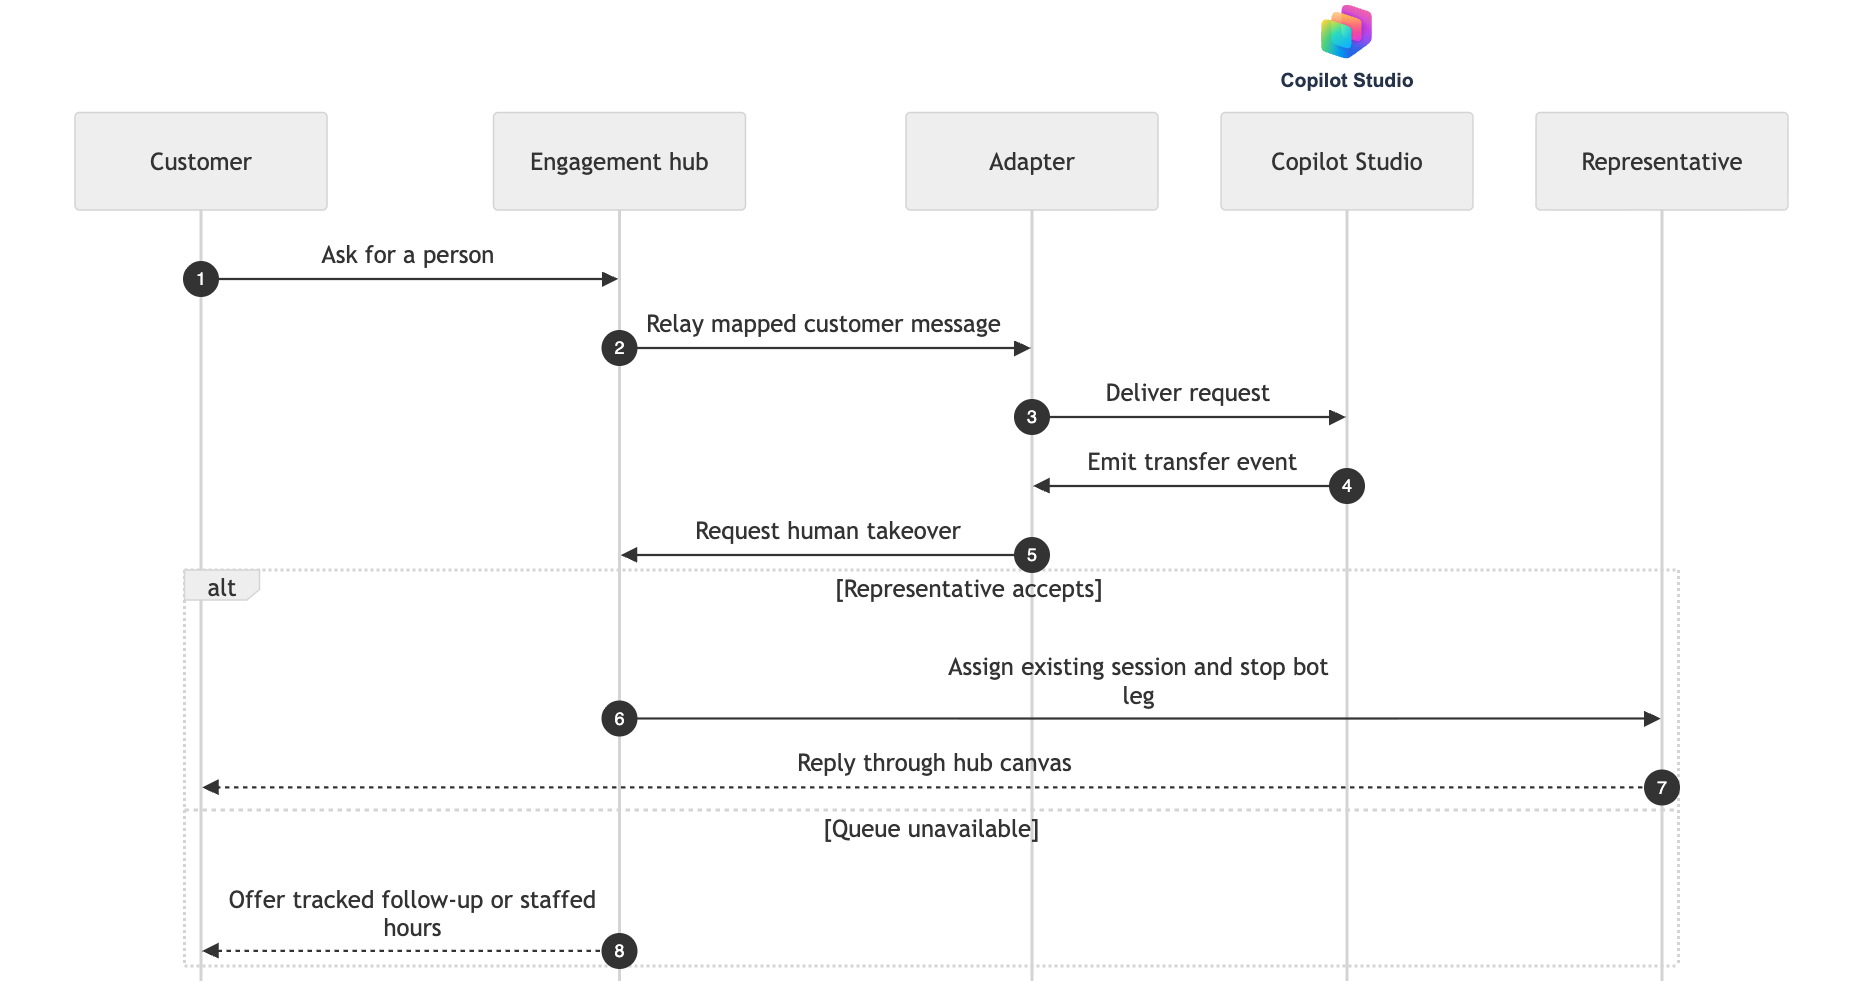 Copilot Studio
Customer
Engagement hub
Adapter
Copilot Studio
Representative
Ask for a person
1
Relay mapped customer message
2
Deliver request
3
Emit transfer event
4
Request human takeover
5
alt
[Representative accepts]
Assign existing session and stop bot
leg
6
Reply through hub canvas
7
[Queue unavailable]
Offer tracked follow-up or staffed
hours
8